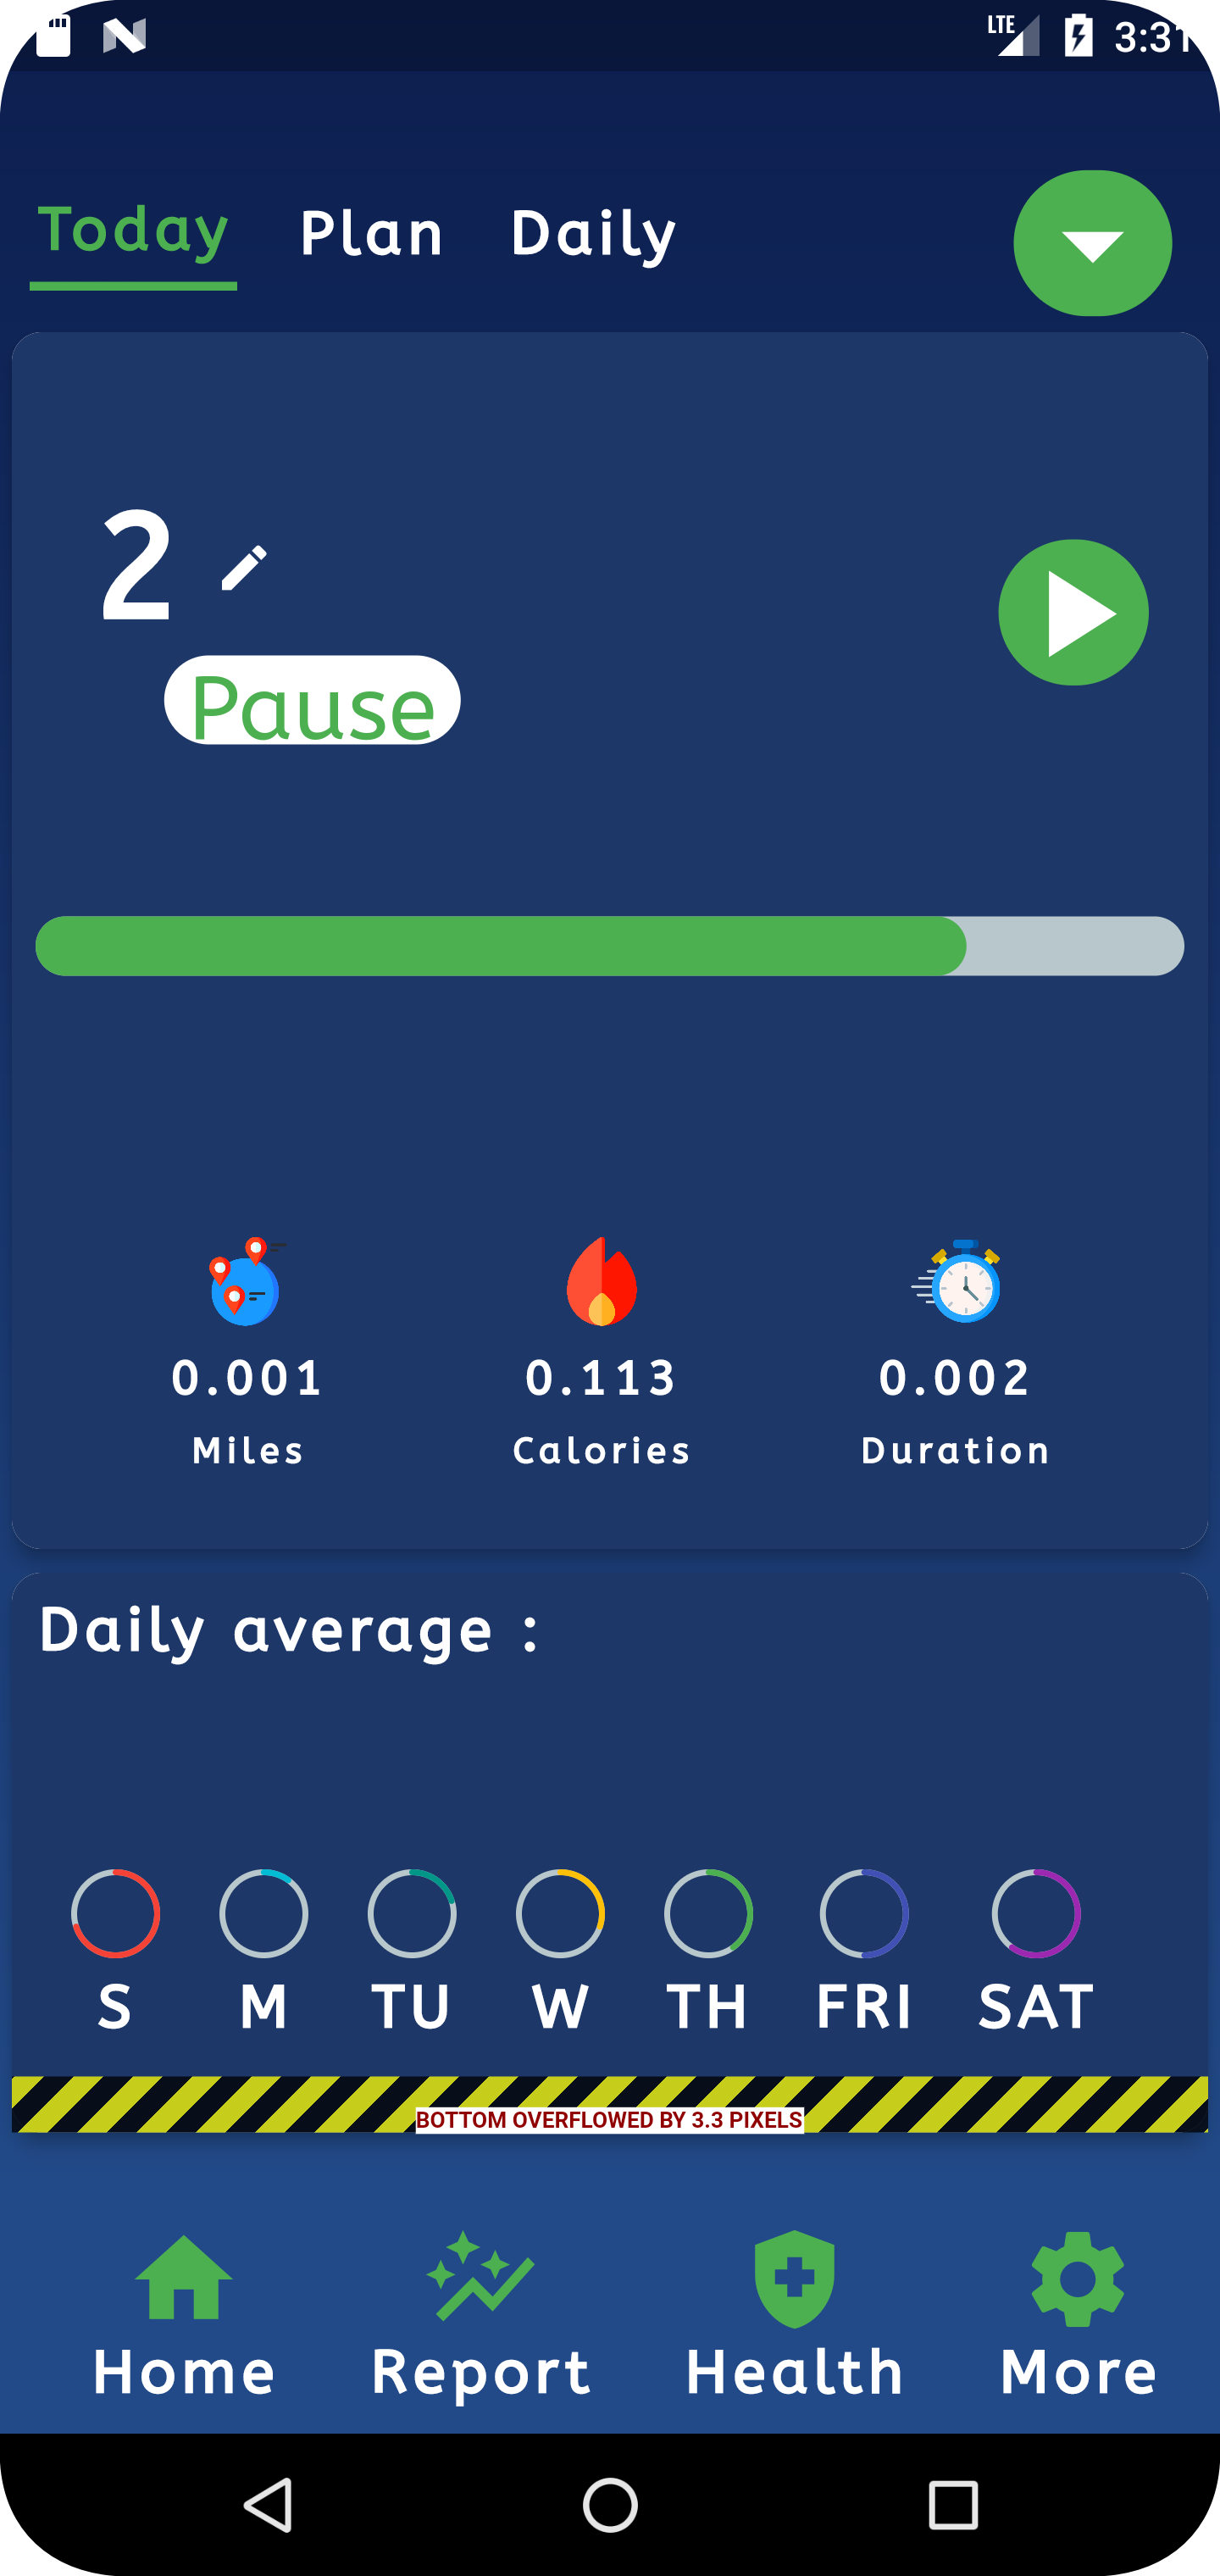 LTE 3:31
Today Plan Daily
2
Pause
0.001 0.113 0.002
Miles Calories Duration
Daily average :
S M TU W TH FRI SAT
BOTTOM OVERFLOWED BY 3.3 PIXELS
Home Report Health More